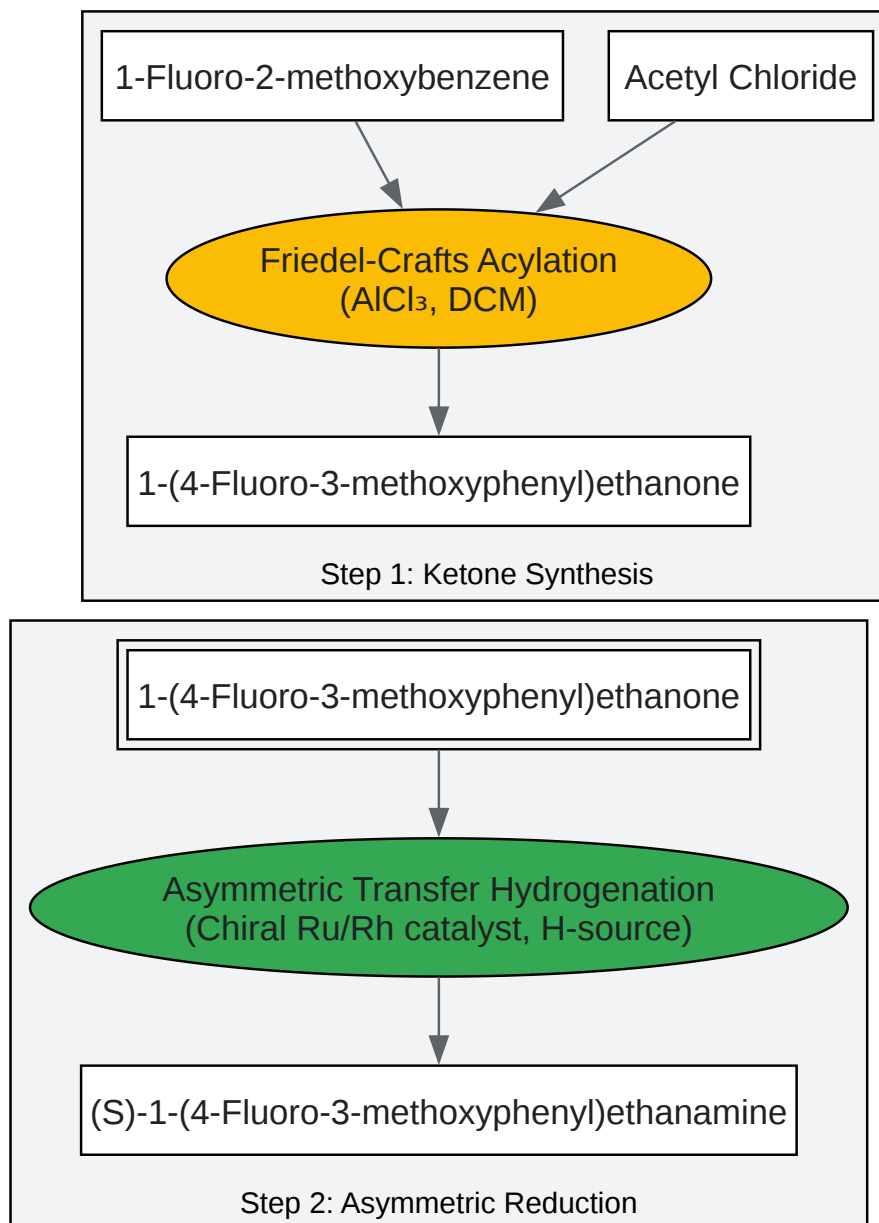 1-Fluoro-2-methoxybenzene
Acetyl Chloride
Friedel-Crafts Acylation
(AlCl₃, DCM)
1-(4-Fluoro-3-methoxyphenyl)ethanone
Step 1: Ketone Synthesis
1-(4-Fluoro-3-methoxyphenyl)ethanone
Asymmetric Transfer Hydrogenation
(Chiral Ru/Rh catalyst, H-source)
(S)-1-(4-Fluoro-3-methoxyphenyl)ethanamine
Step 2: Asymmetric Reduction